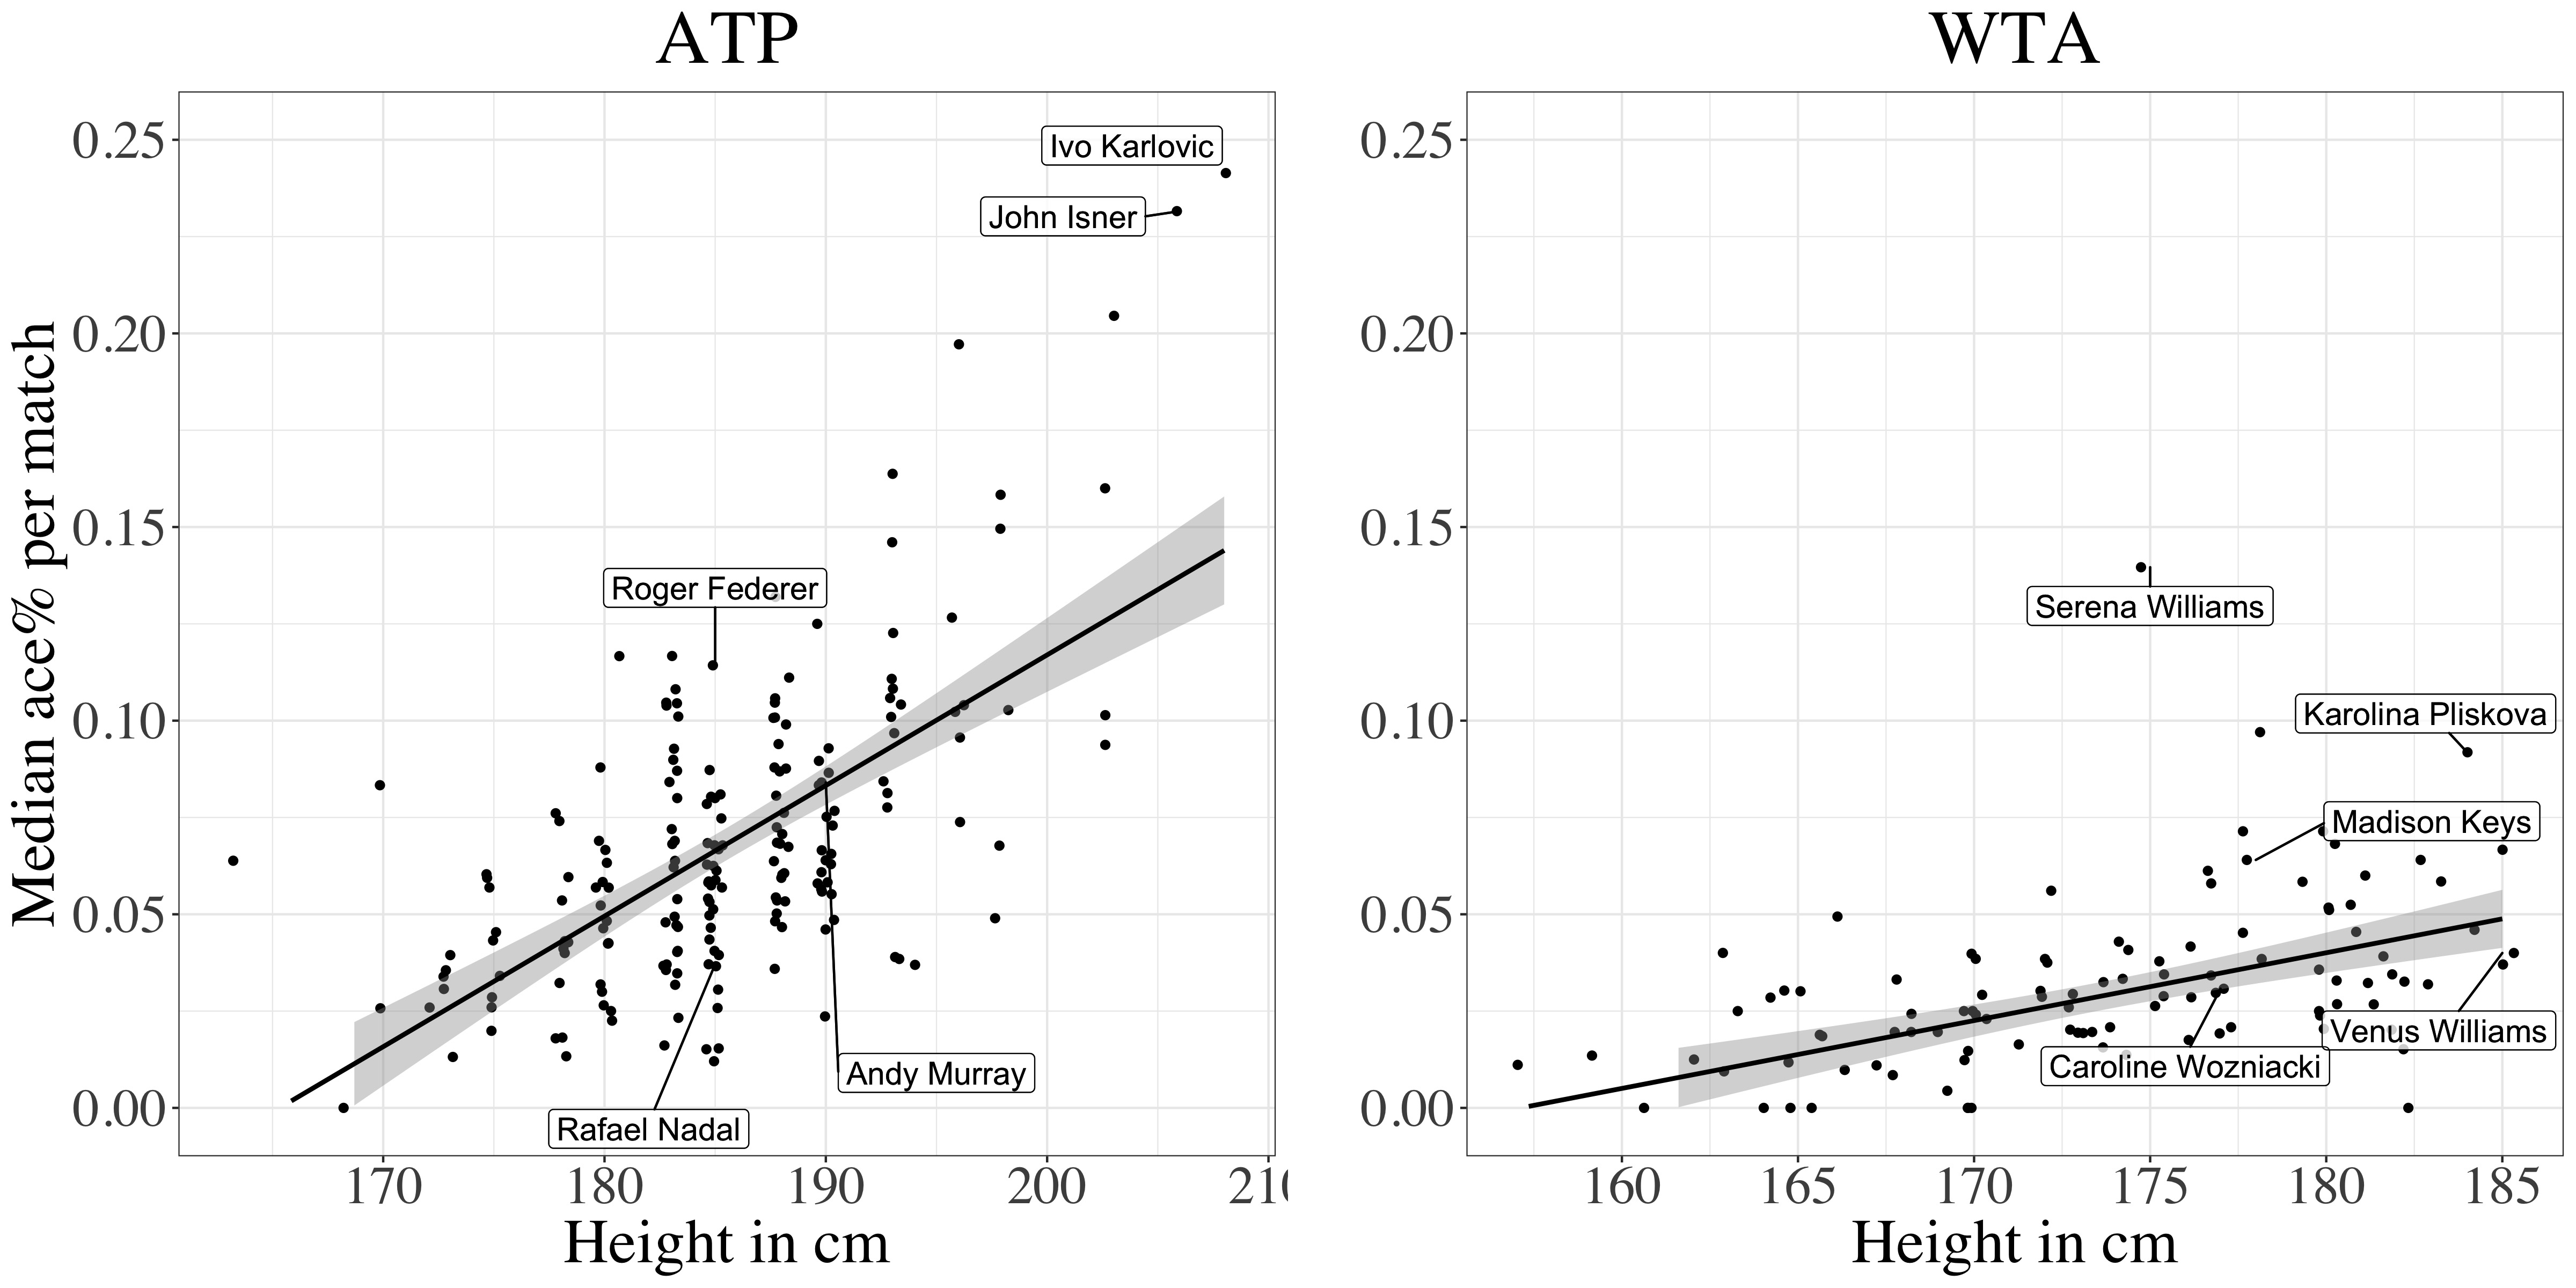 ATP
WTA
Median ace% per match
0.25
0.20
0.15
0.10
0.05
0.00
Ivo Karlovic
John Isner
Roger Federer
Andy Murray
Rafael Nadal
170
180
190
200
210
Height in cm
0.25
0.20
0.15
0.10
0.05
0.00
Serena Williams
Karolina Pliskova
Madison Keys
Venus Williams
Caroline Wozniacki
160
165
170
175
180
185
Height in cm